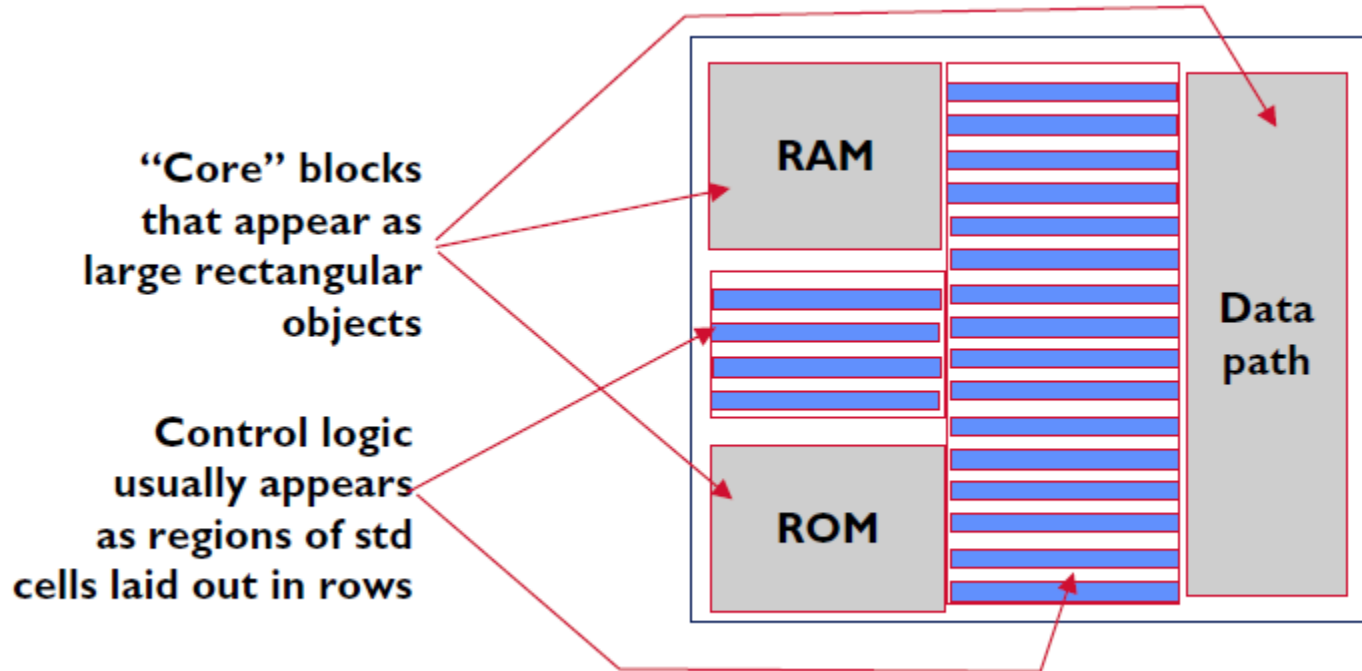 “Core” blocks
that appear as
large rectangular
objects
Control logic
usually appears
as regions of std
cells laid out in rows
RAM
ROM
Data
path